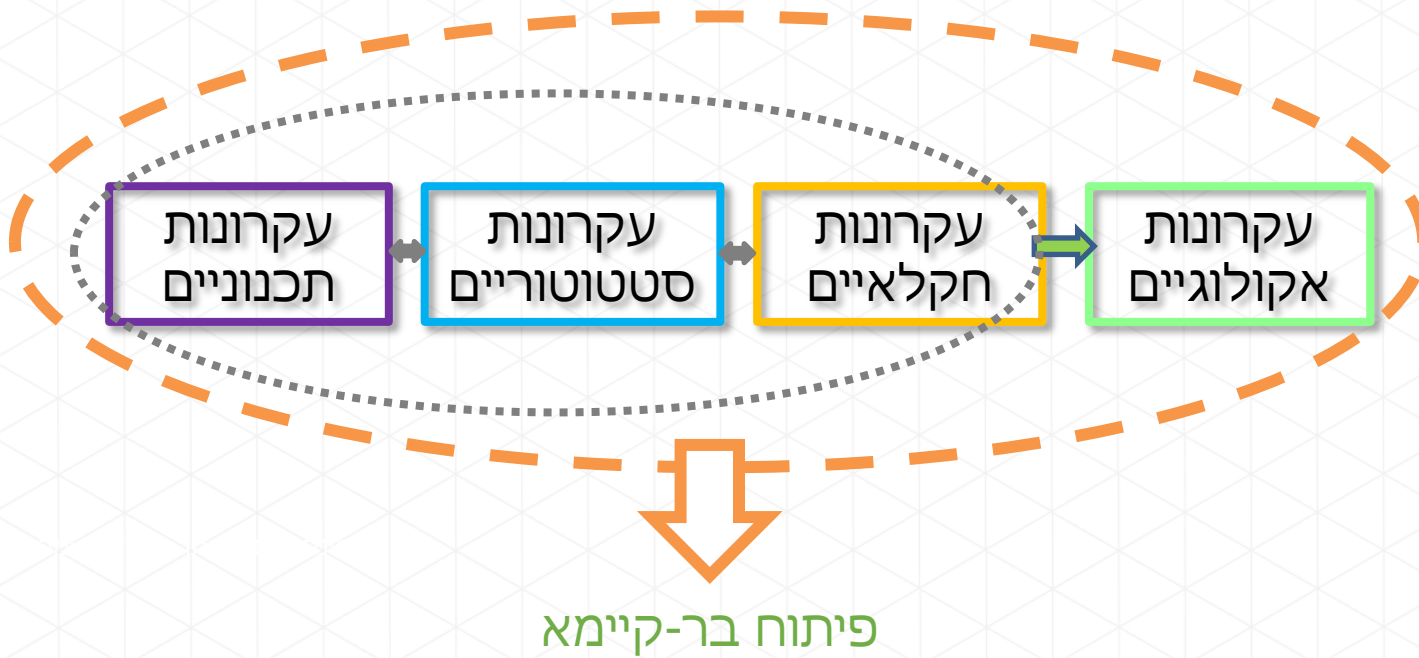 עקרונות
אקולוגיים
עקרונות
חקלאיים
עקרונות
סטטוטוריים
עקרונות
תכנוניים
פיתוח בר-קיימא